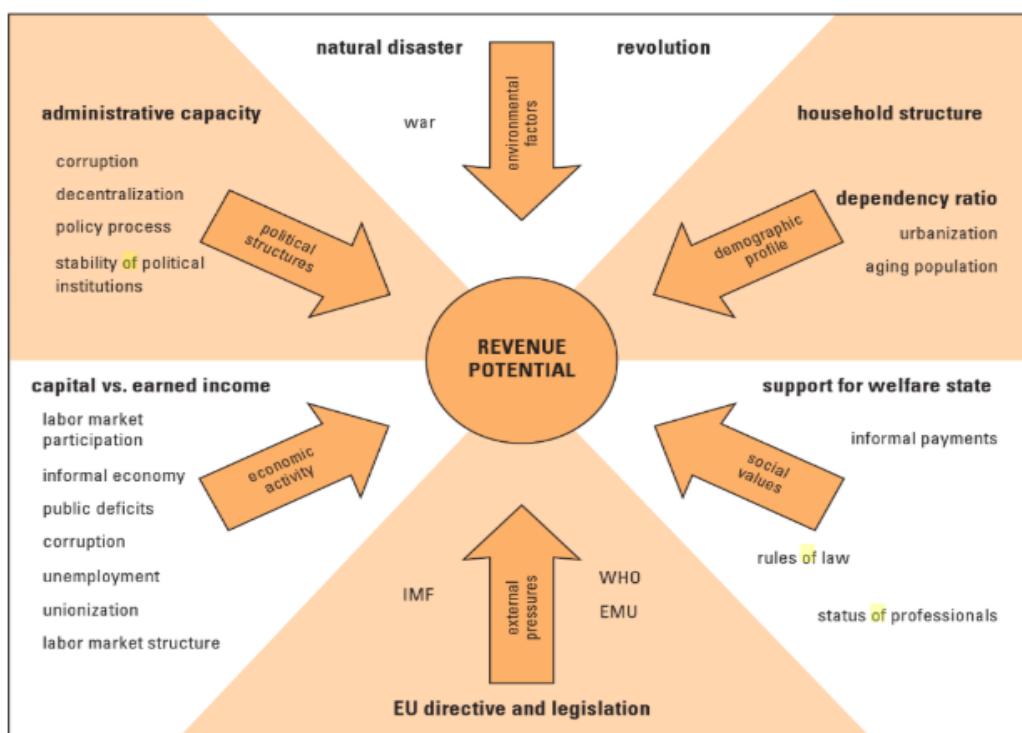 natural disaster
revolution
war
environmental
factors
administrative capacity
corruption
decentralization
policy process
stability of political
institutions
political
structures
household structure
dependency ratio
urbanization
aging population
demographic
profile
REVENUE
POTENTIAL
capital vs. earned income
labor market
participation
informal economy
public deficits
corruption
unemployment
unionization
labor market structure
economic
activity
support for welfare state
informal payments
rules of law
status of professionals
social
values
IMF
WHO
EMU
external
pressures
EU directive and legislation